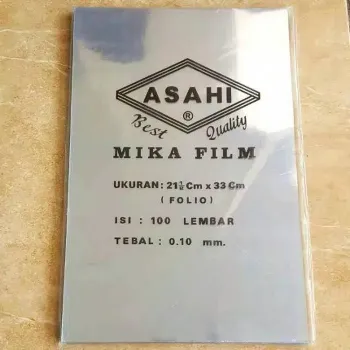 ASAHI
®
Best Quality
MIKA FILM
UKURAN: 21½ Cm x 33 Cm
(FOLIO)
ISI : 100 LEMBAR
TEBAL : 0.10 mm.